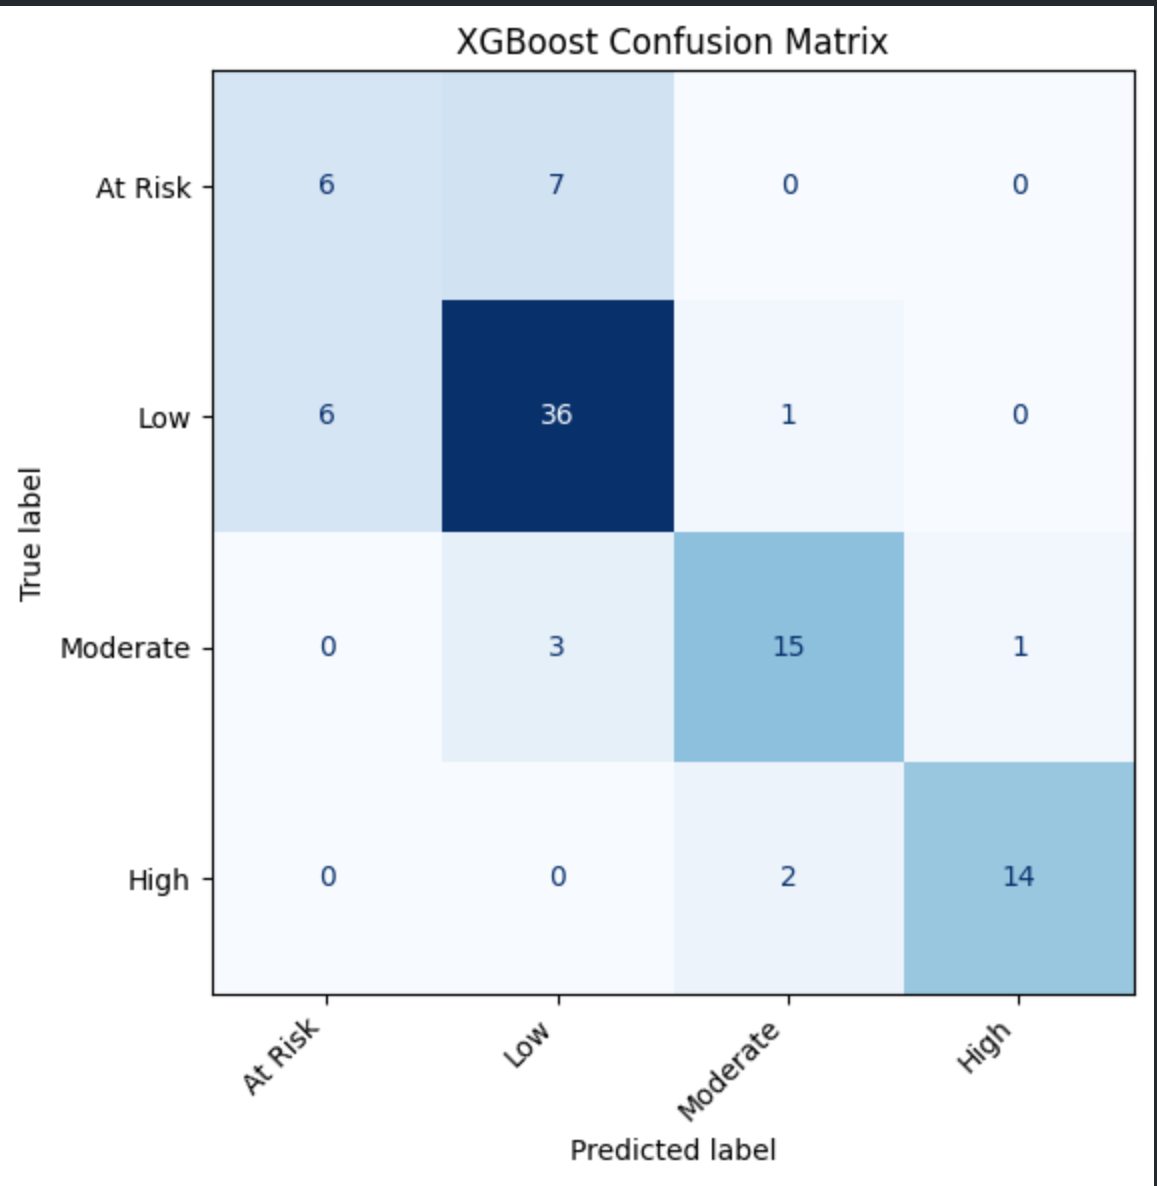 XGBoost Confusion Matrix
At Risk 6 7 0 0
Low 6 36 1 0
True label
Moderate 0 3 15 1
High 0 0 2 14
At Risk Low Moderate High
Predicted label